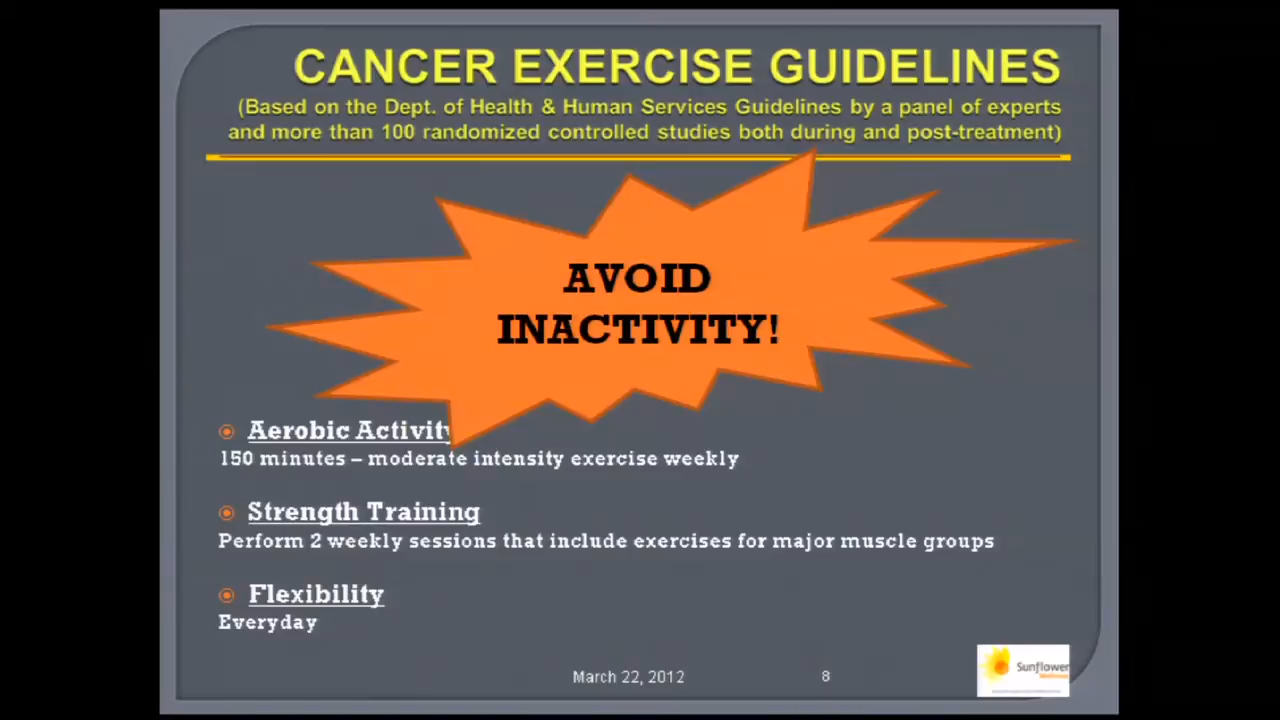 CANCER EXERCISE GUIDELINES
(Based on the Dept. of Health & Human Services Guidelines by a panel of experts
and more than 100 randomized controlled studies both during and post-treatment)
AVOID
INACTIVITY!
Aerobic Activity
150 minutes – moderate intensity exercise weekly
Strength Training
Perform 2 weekly sessions that include exercises for major muscle groups
Flexibility
Everyday
March 22, 2012
8
Sunflower